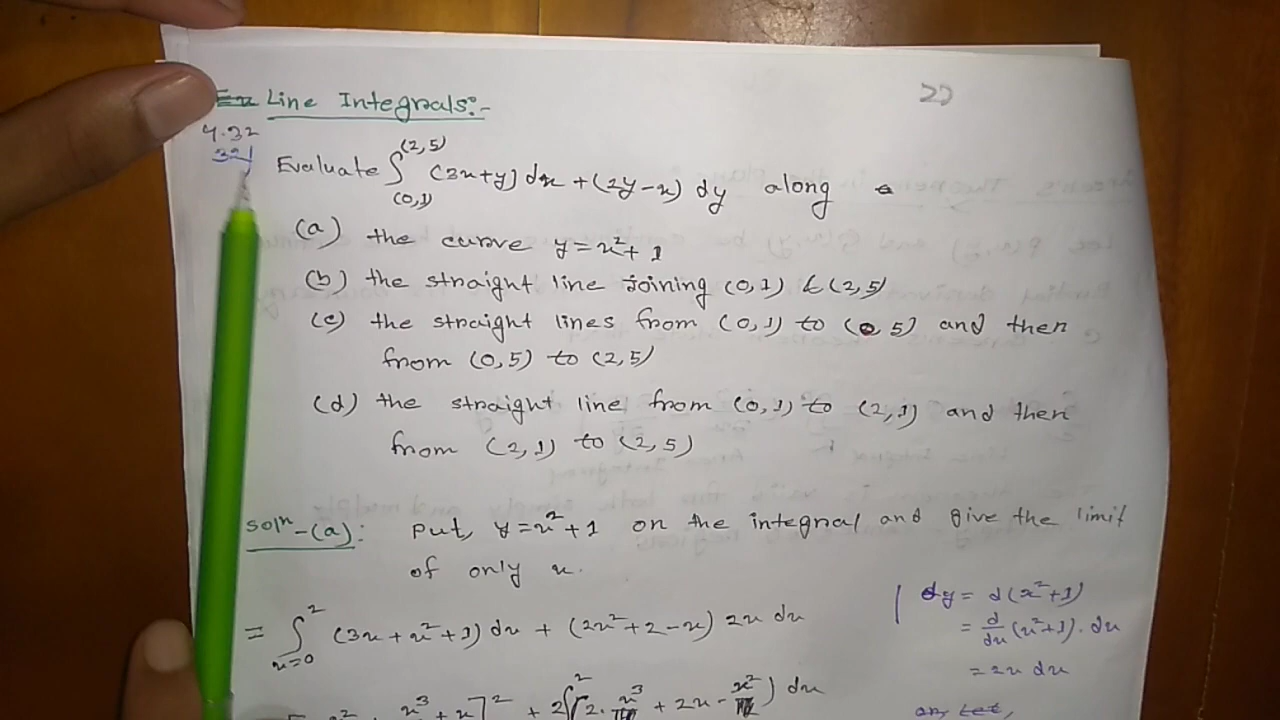 Line Integrals:-
22
4.32
321
Evaluate ∫_(0,1)^(2,5) (3x+y) dx + (2y-x) dy along
(a) the curve y = x²+1
(b) the straight line joining (0,1) & (2,5)
(c) the straight lines from (0,1) to (0,5) and then
from (0,5) to (2,5)
(d) the straight line from (0,1) to (2,1) and then
from (2,1) to (2,5)
Solⁿ-(a): Put, y = x²+1 on the integral and give the limit
of only x.
= ∫_{x=0}^{2} (3x+x²+1) dx + (2x²+2-x) 2x dx
dy = d(x²+1)
= d/dx (x²+1). dx
= 2x dx
or, Let,